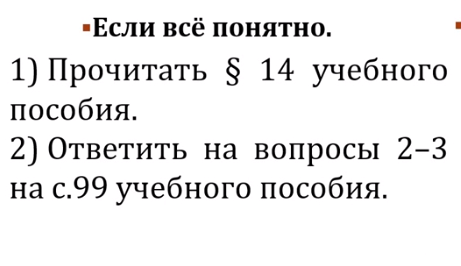 ▪Если всё понятно.
1) Прочитать § 14 учебного
пособия.
2) Ответить на вопросы 2–3
на с.99 учебного пособия.